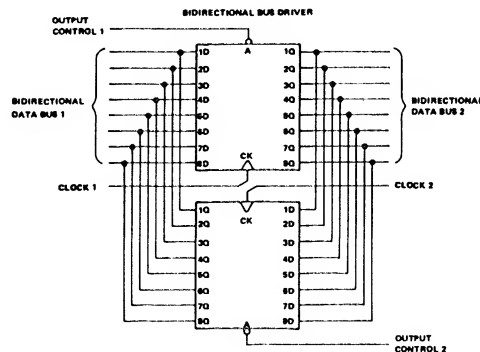 BIDIRECTIONAL BUS DRIVER
OUTPUT
CONTROL 1
A
1D 1Q
2D 2Q
3D 3Q
4D 4Q
5D 5Q
6D 6Q
7D 7Q
8D 8Q
BIDIRECTIONAL
DATA BUS 1
BIDIRECTIONAL
DATA BUS 2
CK
CLOCK 1
CLOCK 2
CK
1Q 1D
2Q 2D
3Q 3D
4Q 4D
5Q 5D
6Q 6D
7Q 7D
8Q 8D
A
OUTPUT
CONTROL 2